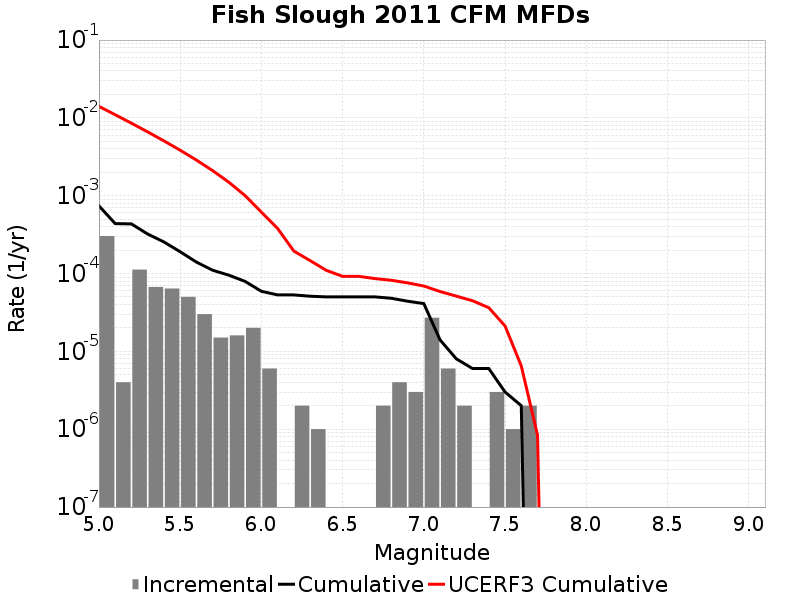 Fish Slough 2011 CFM MFDs
10-1
10-2
10-3
10-4
10-5
10-6
10-7
Rate (1/yr)
5.0 5.5 6.0 6.5 7.0 7.5 8.0 8.5 9.0
Magnitude
Incremental Cumulative UCERF3 Cumulative